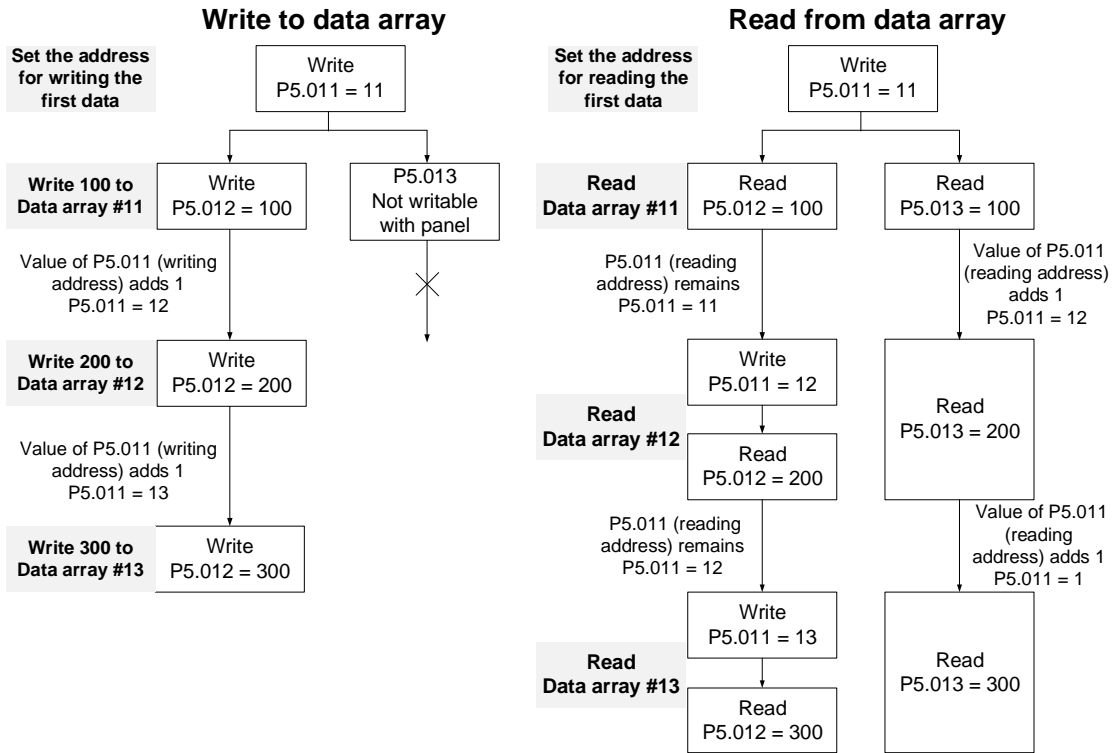 Write to data array
Set the address
for writing the
first data
Write
P5.011 = 11
Write 100 to
Data array #11
Write
P5.012 = 100
P5.013
Not writable
with panel
Value of P5.011 (writing
address) adds 1
P5.011 = 12
Write 200 to
Data array #12
Write
P5.012 = 200
Value of P5.011 (writing
address) adds 1
P5.011 = 13
Write 300 to
Data array #13
Write
P5.012 = 300
Read from data array
Set the address
for reading the
first data
Write
P5.011 = 11
Read
Data array #11
Read
P5.012 = 100
Read
P5.013 = 100
P5.011 (reading
address) remains
P5.011 = 11
Value of P5.011
(reading address)
adds 1
P5.011 = 12
Read
Data array #12
Write
P5.011 = 12
Read
P5.012 = 200
Read
P5.013 = 200
P5.011 (reading
address) remains
P5.011 = 12
Value of P5.011
(reading
address) adds 1
P5.011 = 1
Read
Data array #13
Write
P5.011 = 13
Read
P5.012 = 300
Read
P5.013 = 300